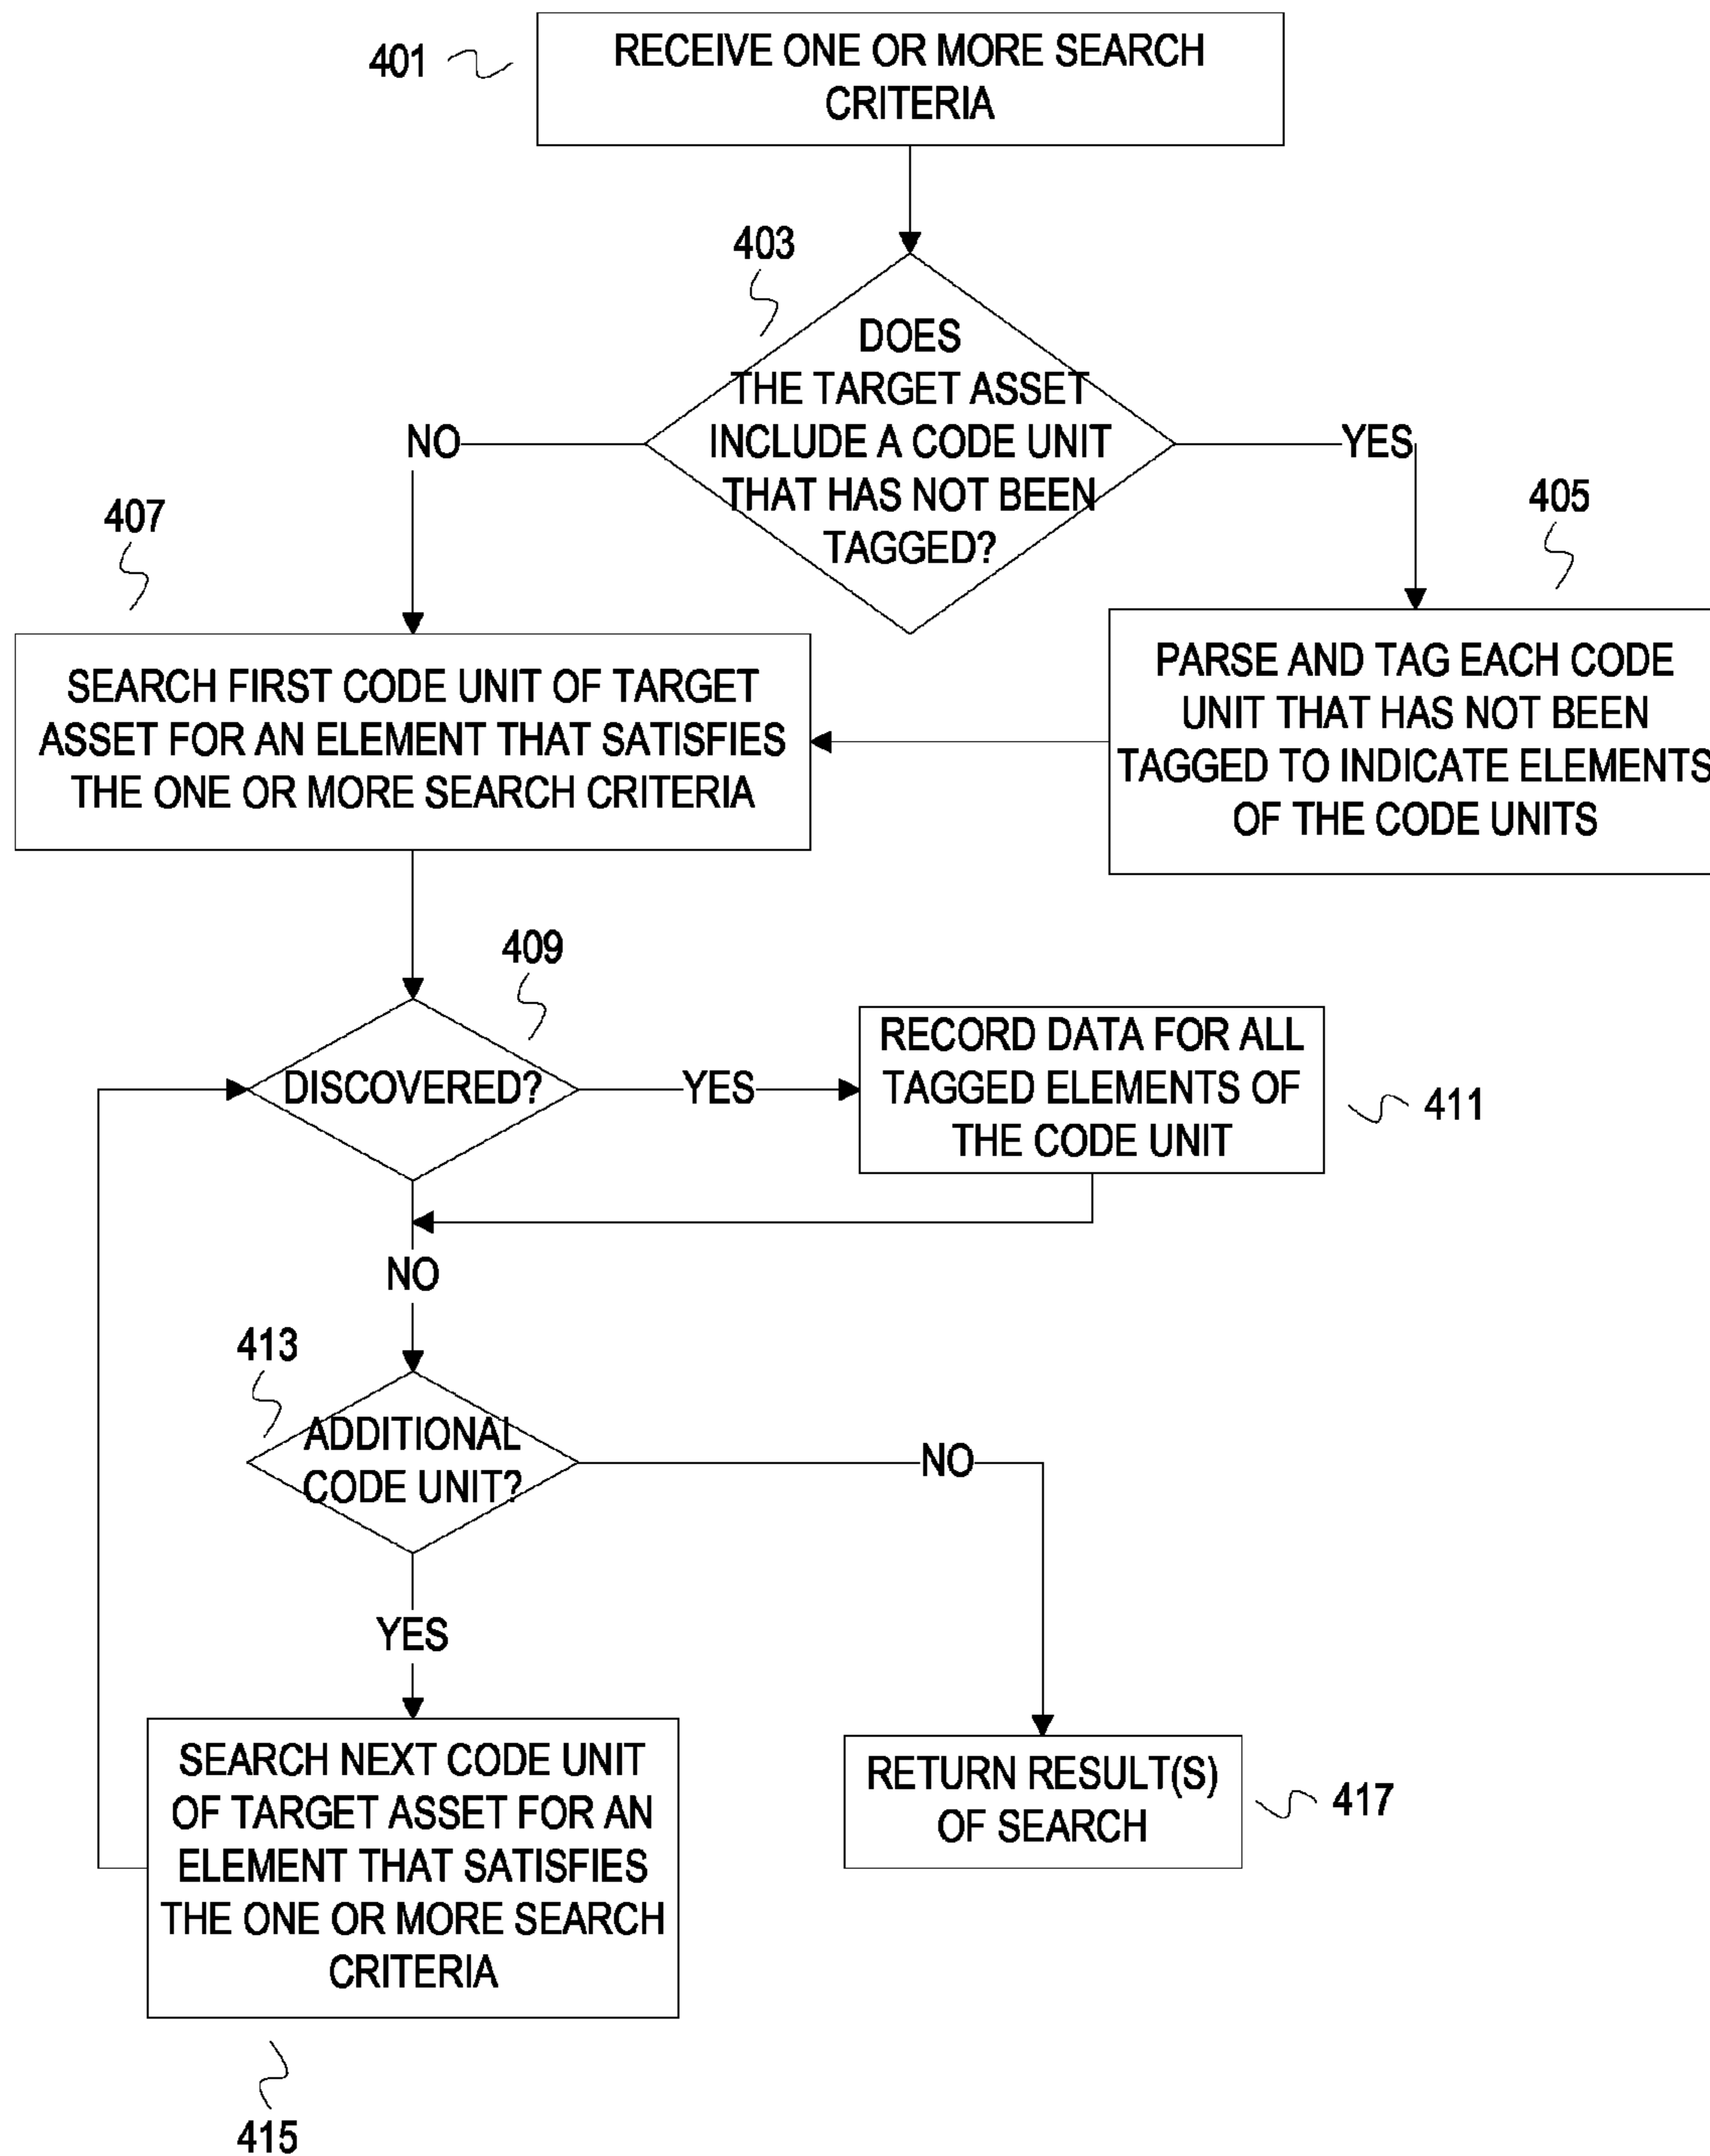 401
RECEIVE ONE OR MORE SEARCH
CRITERIA
403
DOES
THE TARGET ASSET
INCLUDE A CODE UNIT
THAT HAS NOT BEEN
TAGGED?
NO
YES
407
405
SEARCH FIRST CODE UNIT OF TARGET
ASSET FOR AN ELEMENT THAT SATISFIES
THE ONE OR MORE SEARCH CRITERIA
PARSE AND TAG EACH CODE
UNIT THAT HAS NOT BEEN
TAGGED TO INDICATE ELEMENTS
OF THE CODE UNITS
409
DISCOVERED?
YES
RECORD DATA FOR ALL
TAGGED ELEMENTS OF
THE CODE UNIT
411
NO
413
ADDITIONAL
CODE UNIT?
NO
YES
SEARCH NEXT CODE UNIT
OF TARGET ASSET FOR AN
ELEMENT THAT SATISFIES
THE ONE OR MORE SEARCH
CRITERIA
RETURN RESULT(S)
OF SEARCH
417
415